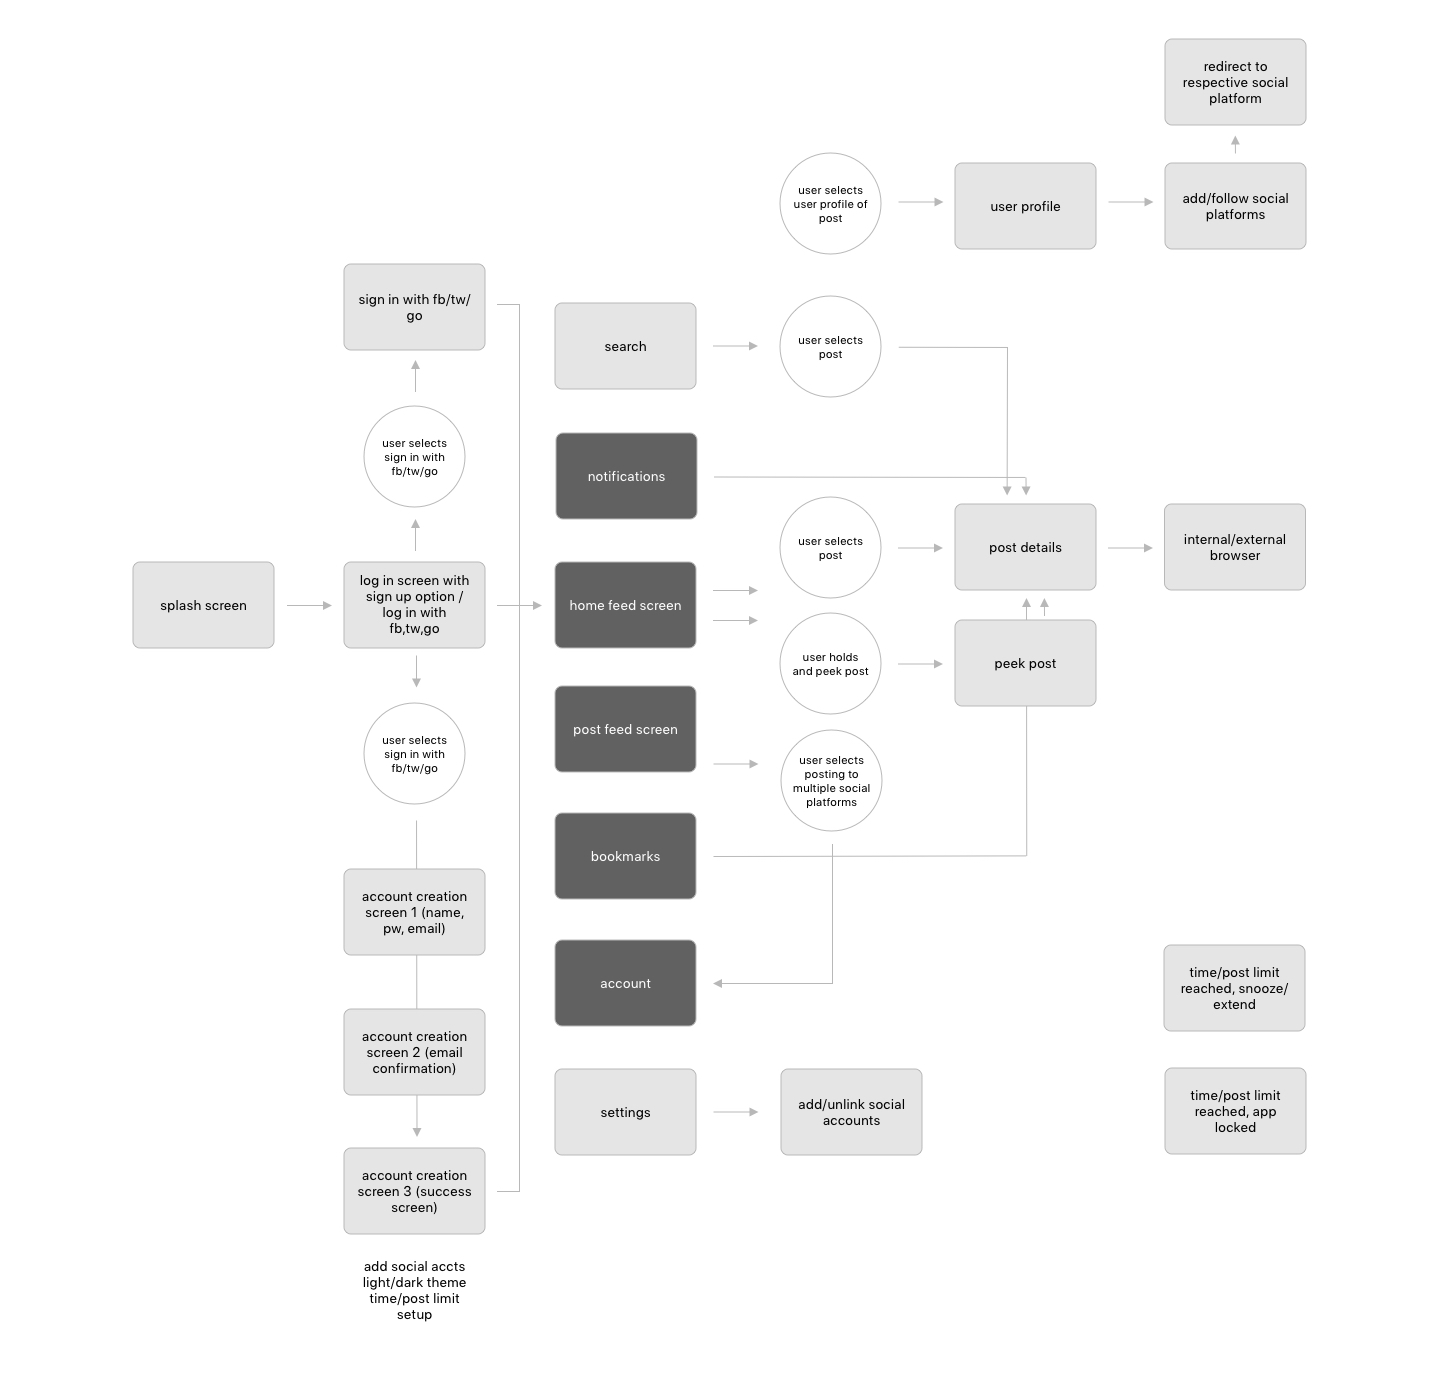 redirect to
respective social
platform
user selects
user profile of
post
user profile
add/follow social
platforms
sign in with fb/tw/
go
search
user selects
post
user selects
sign in with
fb/tw/go
notifications
user selects
post
post details
internal/external
browser
splash screen
log in screen with
sign up option /
log in with
fb,tw,go
home feed screen
user holds
and peek post
peek post
user selects
sign in with
fb/tw/go
post feed screen
user selects
posting to
multiple social
platforms
bookmarks
account creation
screen 1 (name,
pw, email)
account
time/post limit
reached, snooze/
extend
account creation
screen 2 (email
confirmation)
settings
add/unlink social
accounts
time/post limit
reached, app
locked
account creation
screen 3 (success
screen)
add social accts
light/dark theme
time/post limit
setup